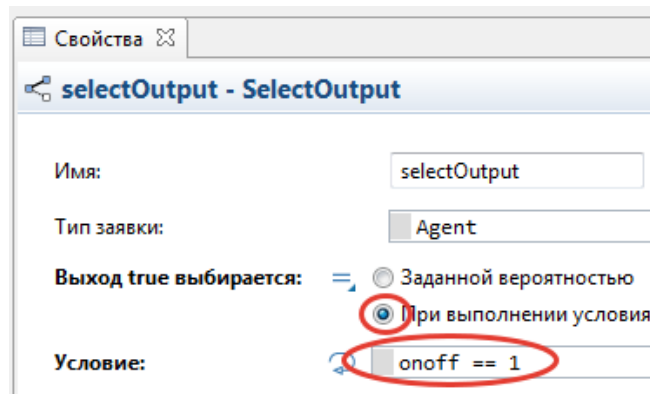 Свойства
selectOutput - SelectOutput
Имя: selectOutput
Тип заявки: Agent
Выход true выбирается: = Заданной вероятностью
При выполнении условия
Условие: onoff == 1